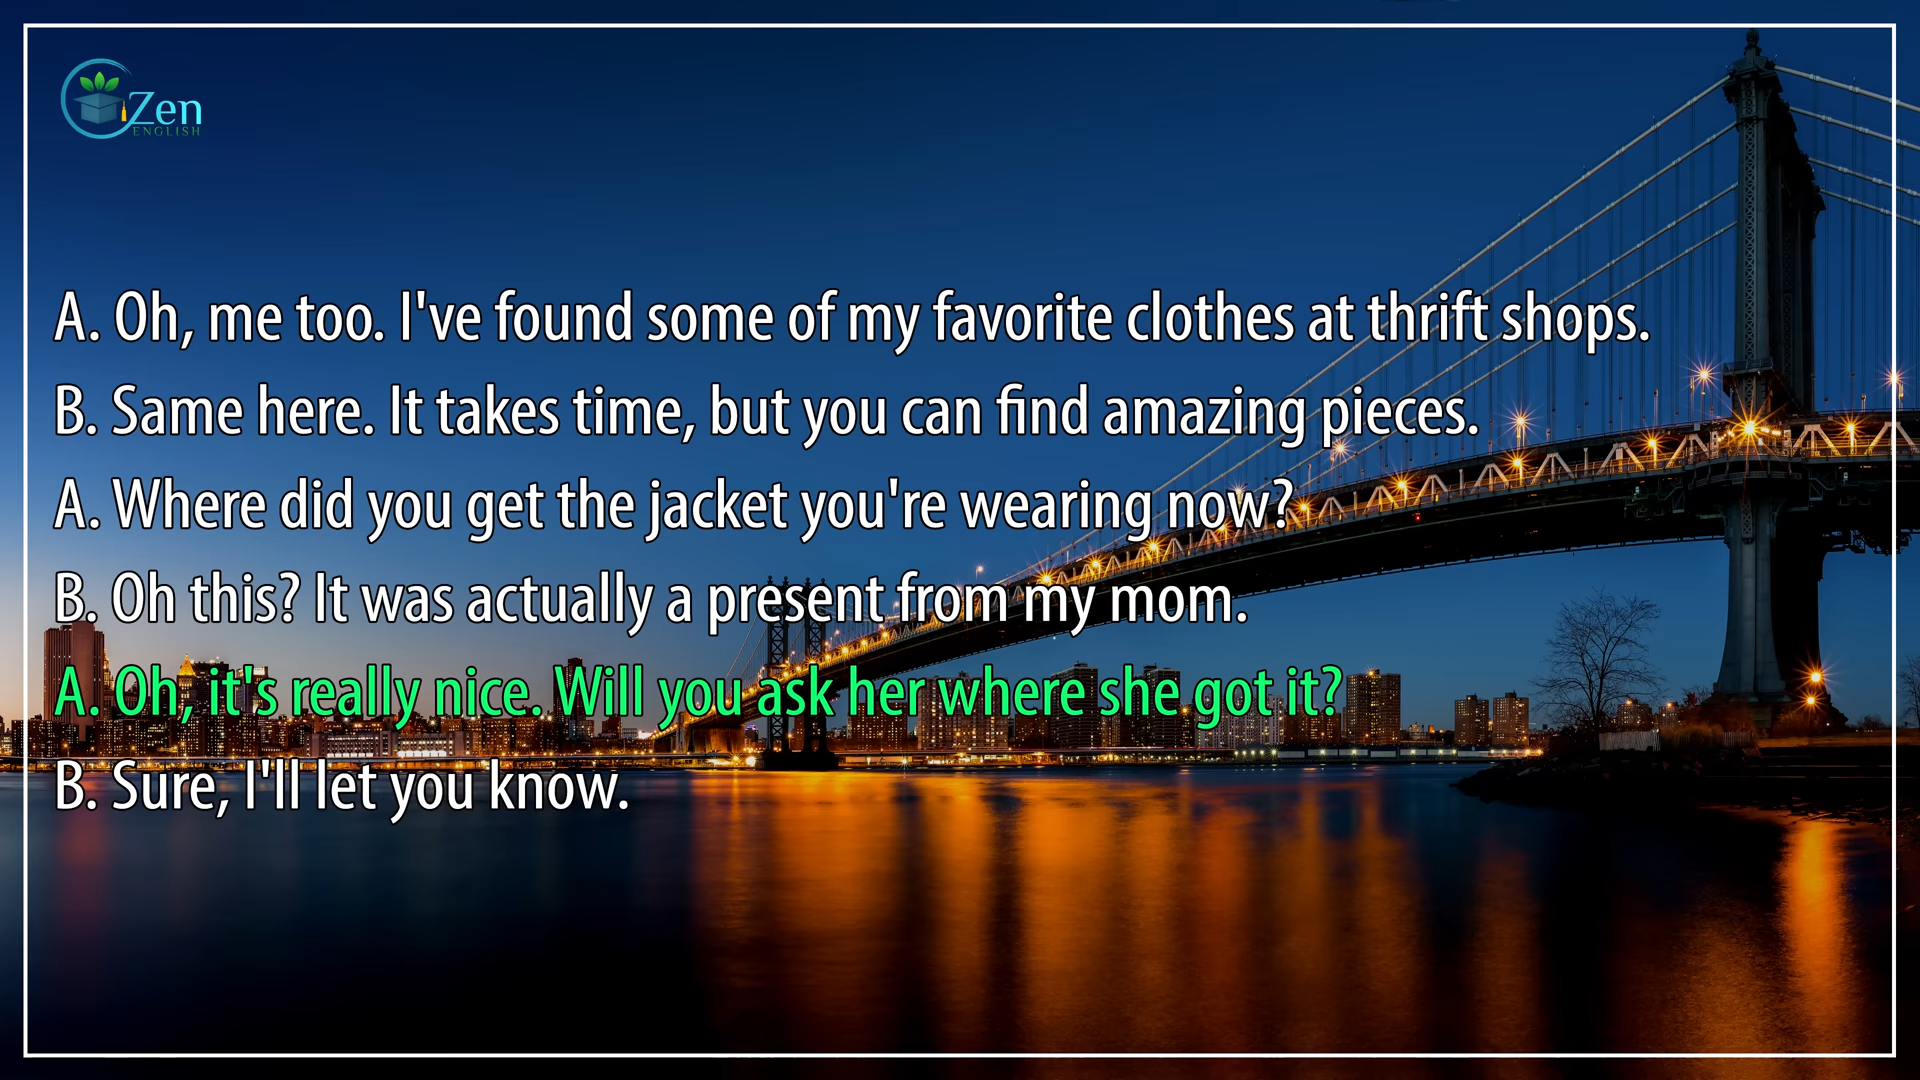 Zen
ENGLISH
A. Oh, me too. I've found some of my favorite clothes at thrift shops.
B. Same here. It takes time, but you can find amazing pieces.
A. Where did you get the jacket you're wearing now?
B. Oh this? It was actually a present from my mom.
A. Oh, it's really nice. Will you ask her where she got it?
B. Sure, I'll let you know.